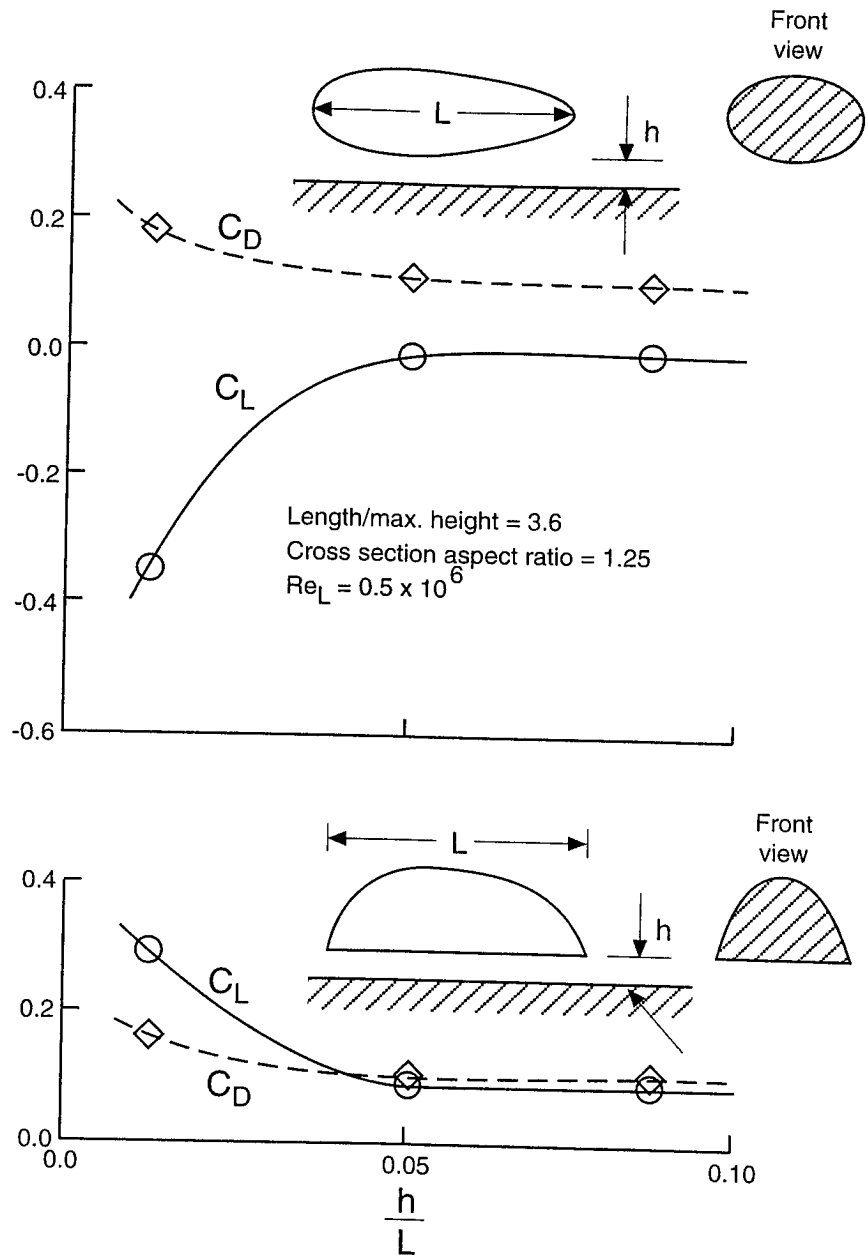 Front
view
0.4
L
h
0.2
C_D
0.0
C_L
-0.2
Length/max. height = 3.6
Cross section aspect ratio = 1.25
Re_L = 0.5 x 10^6
-0.4
-0.6
Front
view
L
0.4
h
C_L
0.2
C_D
0.0
0.0
0.05
0.10
h
L